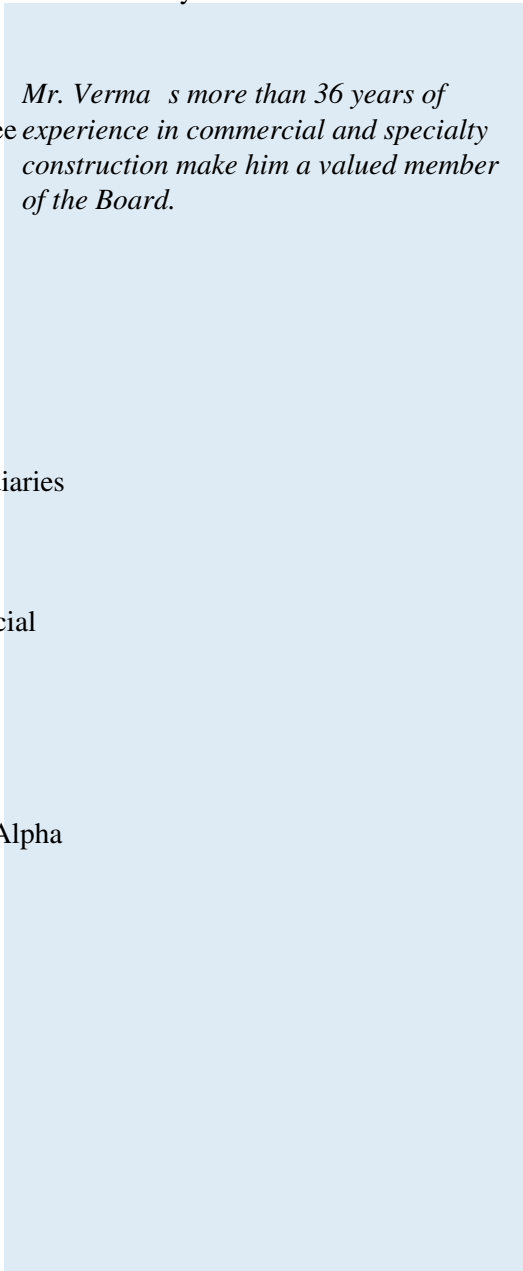 Mr. Verma s more than 36 years of
ee experience in commercial and specialty
construction make him a valued member
of the Board.
iaries
cial
Alpha